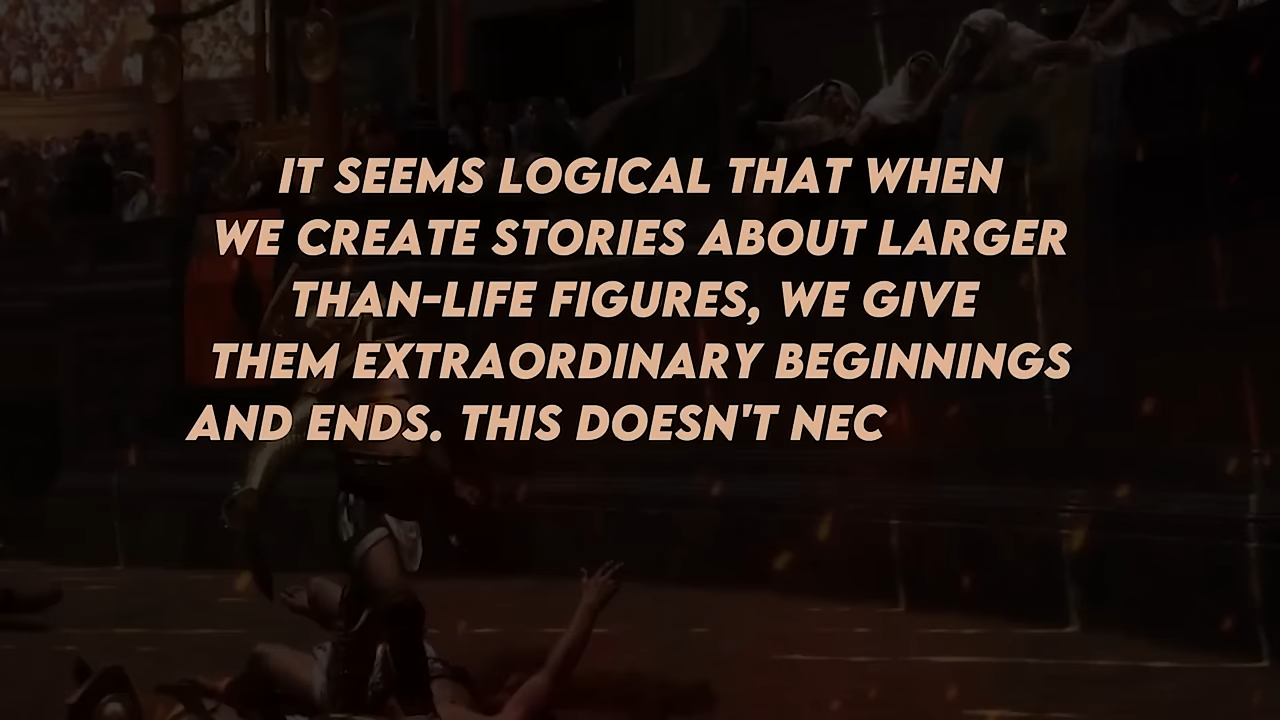 IT SEEMS LOGICAL THAT WHEN
WE CREATE STORIES ABOUT LARGER
THAN-LIFE FIGURES, WE GIVE
THEM EXTRAORDINARY BEGINNINGS
AND ENDS. THIS DOESN'T NEC